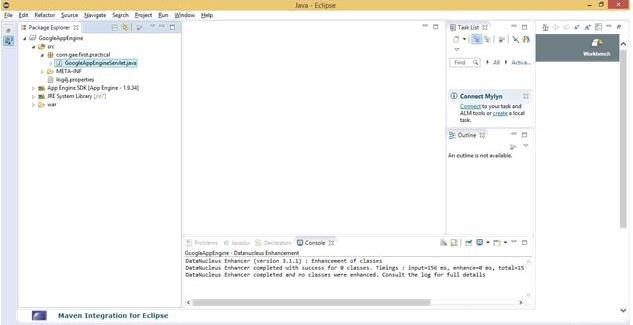 Java - Eclipse
File Edit Refactor Source Navigate Search Project Run Window Help
Package Explorer
GoogleAppEngine
src
com.gae.first.practical
GoogleAppEngineServlet.java
META-INF
log4j.properties
App Engine SDK [App Engine - 1.9.34]
JRE System Library [jre7]
war
Task List
Find All Activa...
Connect Mylyn
Connect to your task and
ALM tools or create a local
task.
Outline
An outline is not available.
Workbench
Problems Javadoc Declaration Console
GoogleAppEngine - Datanucleus Enhancement
DataNucleus Enhancer (version 3.1.1) : Enhancement of classes
DataNucleus Enhancer completed with success for 0 classes. Timings : input=156 ms, enhance=0 ms, total=15
DataNucleus Enhancer completed and no classes were enhanced. Consult the log for full details
Maven Integration for Eclipse